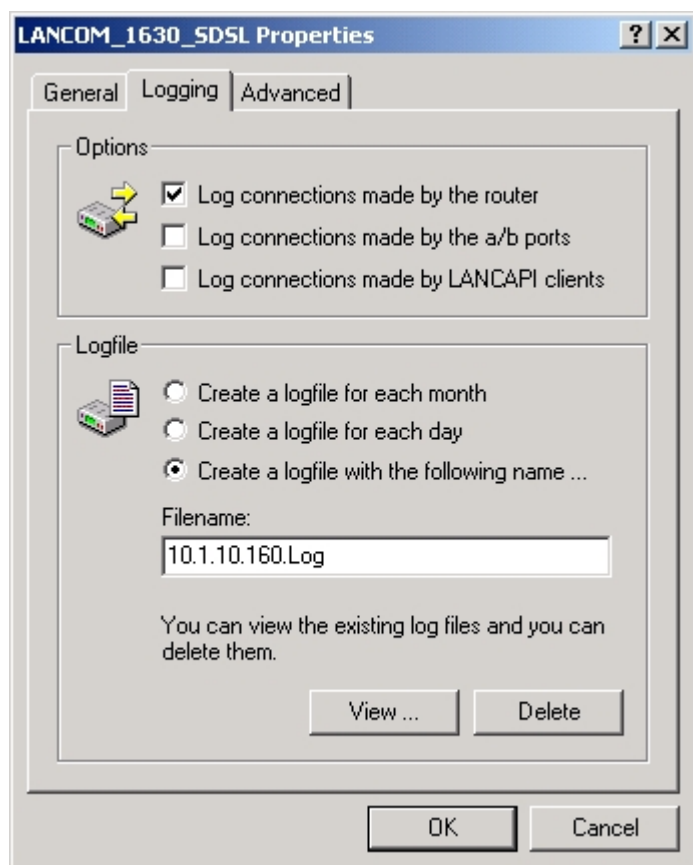 LANCOM_1630_SDSL Properties
General Logging Advanced
Options
Log connections made by the router
Log connections made by the a/b ports
Log connections made by LANCAPI clients
Logfile
Create a logfile for each month
Create a logfile for each day
Create a logfile with the following name ...
Filename:
10.1.10.160.Log
You can view the existing log files and you can
delete them.
View ... Delete
OK Cancel